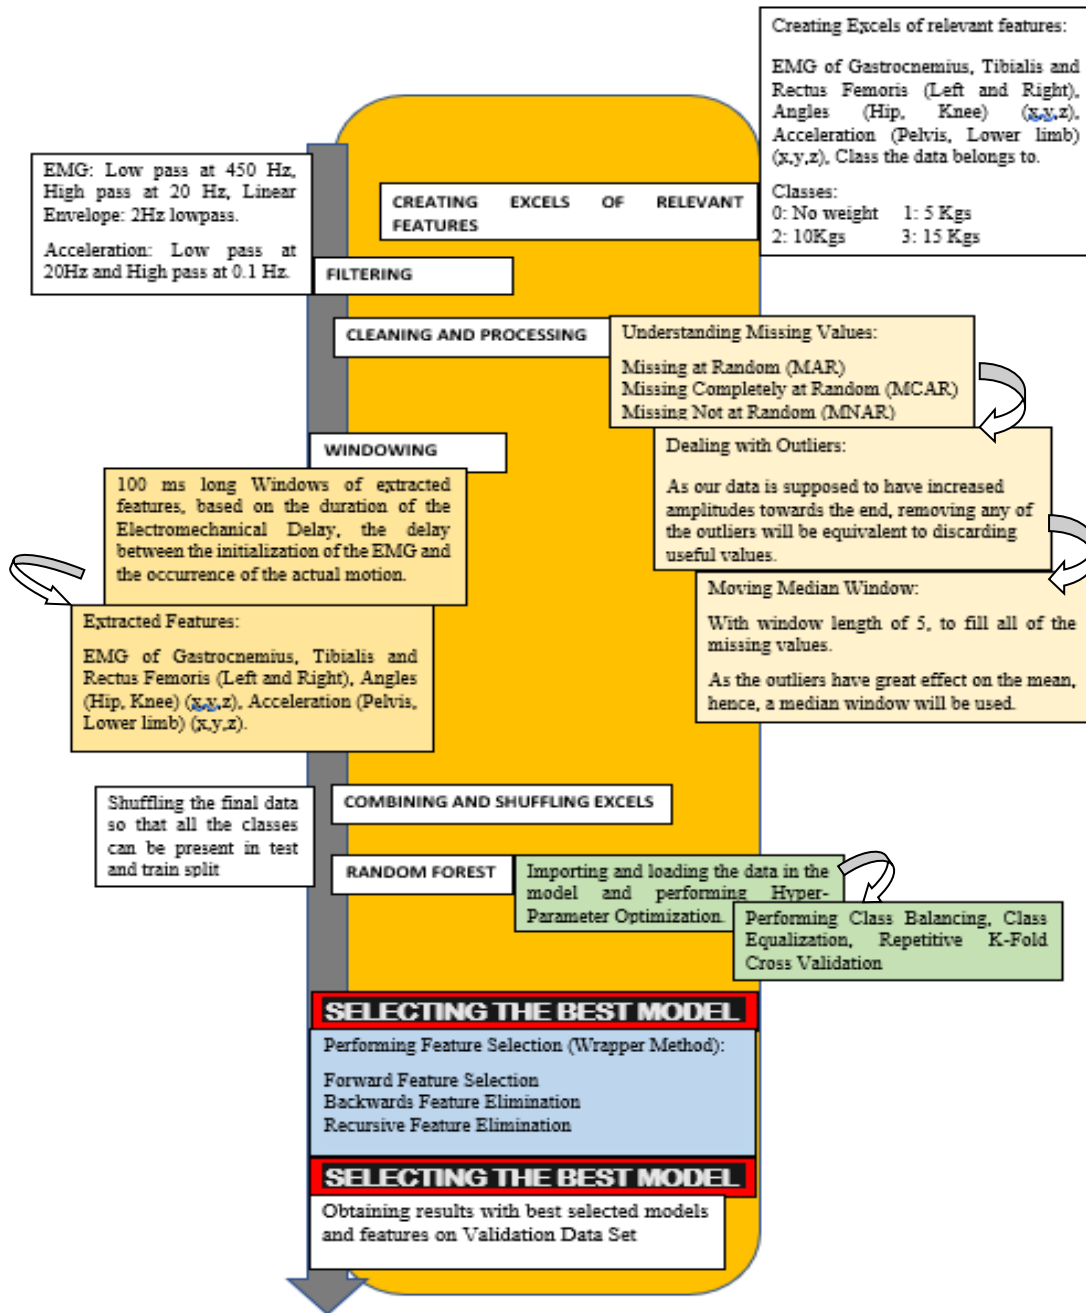 Creating Excels of relevant features:
EMG of Gastrocnemius, Tibialis and
Rectus Femoris (Left and Right),
Angles (Hip, Knee) (x,y,z),
Acceleration (Pelvis, Lower limb)
(x,y,z), Class the data belongs to.
Classes:
0: No weight 1: 5 Kgs
2: 10Kgs 3: 15 Kgs
CREATING EXCELS OF RELEVANT
FEATURES
EMG: Low pass at 450 Hz,
High pass at 20 Hz, Linear
Envelope: 2Hz lowpass.
Acceleration: Low pass at
20Hz and High pass at 0.1 Hz.
FILTERING
CLEANING AND PROCESSING
Understanding Missing Values:
Missing at Random (MAR)
Missing Completely at Random (MCAR)
Missing Not at Random (MNAR)
Dealing with Outliers:
As our data is supposed to have increased
amplitudes towards the end, removing any of
the outliers will be equivalent to discarding
useful values.
Moving Median Window:
With window length of 5, to fill all of the
missing values.
As the outliers have great effect on the mean,
hence, a median window will be used.
WINDOWING
100 ms long Windows of extracted
features, based on the duration of the
Electromechanical Delay, the delay
between the initialization of the EMG and
the occurrence of the actual motion.
Extracted Features:
EMG of Gastrocnemius, Tibialis and
Rectus Femoris (Left and Right), Angles
(Hip, Knee) (x,y,z), Acceleration (Pelvis,
Lower limb) (x,y,z).
COMBINING AND SHUFFLING EXCELS
Shuffling the final data
so that all the classes
can be present in test
and train split
RANDOM FOREST
Importing and loading the data in the
model and performing Hyper-
Parameter Optimization.
Performing Class Balancing, Class
Equalization, Repetitive K-Fold
Cross Validation
SELECTING THE BEST MODEL
Performing Feature Selection (Wrapper Method):
Forward Feature Selection
Backwards Feature Elimination
Recursive Feature Elimination
SELECTING THE BEST MODEL
Obtaining results with best selected models
and features on Validation Data Set